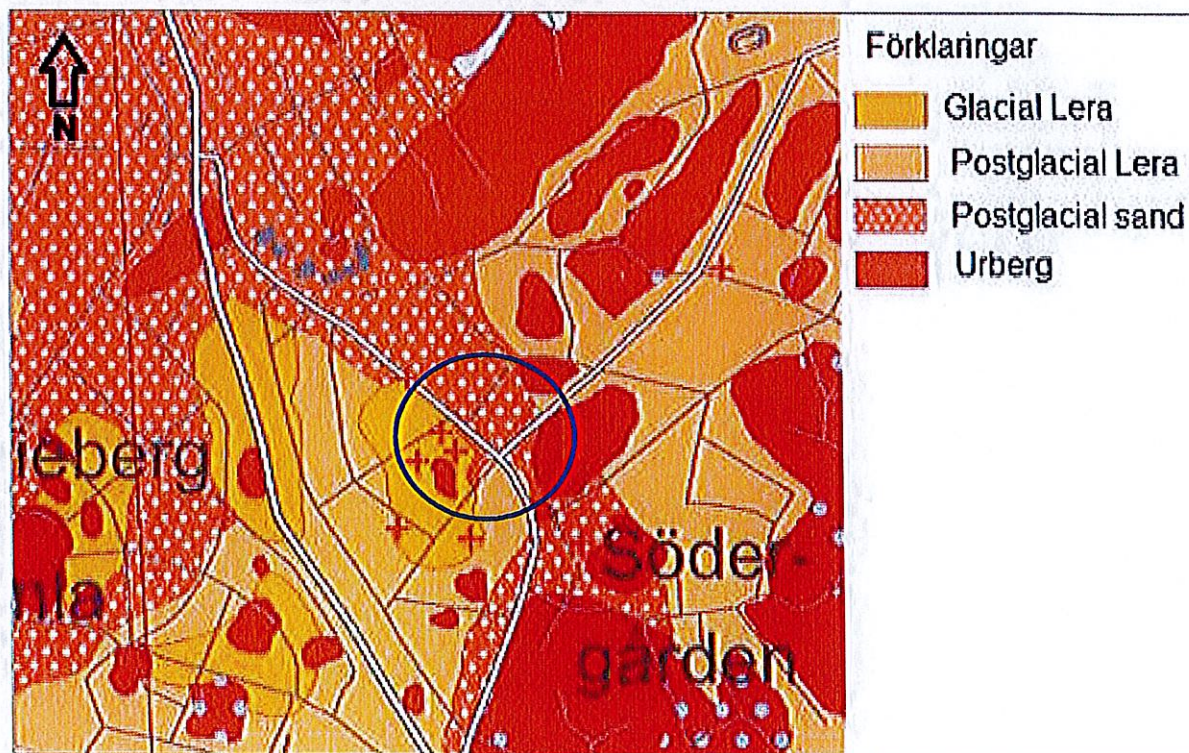 N
Förklaringar
Glacial Lera
Postglacial Lera
Postglacial sand
Urberg
Söder-
gården